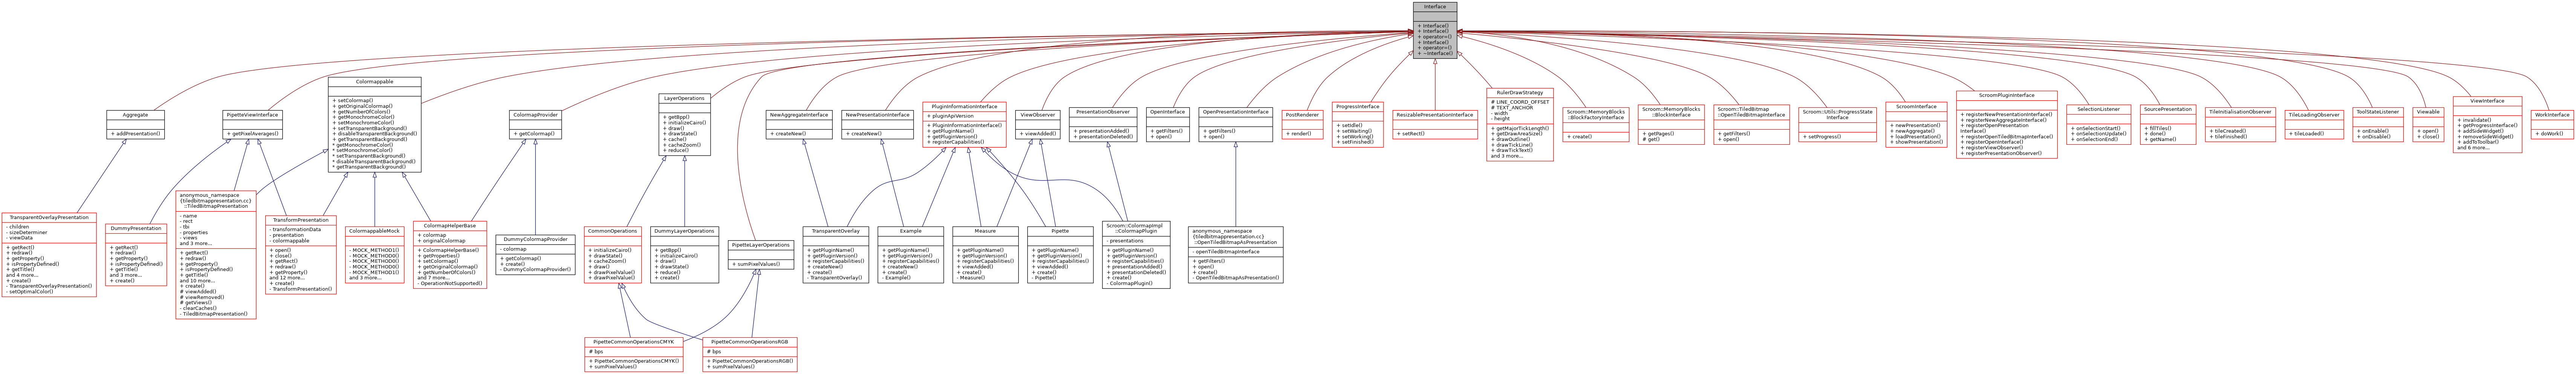 Interface
+ Interface()
+ Interface()
+ operator=()
+ Interface()
+ operator=()
+ ~Interface()
Aggregate
+ addPresentation()
PipetteViewInterface
+ getPixelAverages()
Colormappable
+ setColormap()
+ getOriginalColormap()
+ getNumberOfColors()
+ getMonochromeColor()
+ setMonochromeColor()
+ setTransparentBackground()
+ disableTransparentBackground()
+ getTransparentBackground()
* getMonochromeColor()
* setMonochromeColor()
* setTransparentBackground()
* disableTransparentBackground()
* getTransparentBackground()
ColormapProvider
+ getColormap()
LayerOperations
+ getBpp()
+ initializeCairo()
+ draw()
+ drawState()
+ cache()
+ cacheZoom()
+ reduce()
NewAggregateInterface
+ createNew()
NewPresentationInterface
+ createNew()
PluginInformationInterface
+ pluginApiVersion
+ PluginInformationInterface()
+ getPluginName()
+ getPluginVersion()
+ registerCapabilities()
ViewObserver
+ viewAdded()
PresentationObserver
+ presentationAdded()
+ presentationDeleted()
OpenInterface
+ getFilters()
+ open()
OpenPresentationInterface
+ getFilters()
+ open()
PostRenderer
+ render()
ProgressInterface
+ setIdle()
+ setWaiting()
+ setWorking()
+ setFinished()
ResizablePresentationInterface
+ setRect()
RulerDrawStrategy
# LINE_COORD_OFFSET
# TEXT_ANCHOR
- width
- height
+ getMajorTickLength()
+ getDrawAreaSize()
+ drawOutline()
+ drawTickLine()
+ drawTickText()
and 3 more...
Scroom::MemoryBlocks
::BlockFactoryInterface
+ create()
Scroom::MemoryBlocks
::BlockInterface
+ getPages()
# get()
Scroom::TiledBitmap
::OpenTiledBitmapInterface
+ getFilters()
+ open()
Scroom::Utils::ProgressState
Interface
+ setProgress()
ScroomInterface
+ newPresentation()
+ newAggregate()
+ loadPresentation()
+ showPresentation()
ScroomPluginInterface
+ registerNewPresentationInterface()
+ registerNewAggregateInterface()
+ registerOpenPresentation
Interface()
+ registerOpenTiledBitmapInterface()
+ registerOpenInterface()
+ registerViewObserver()
+ registerPresentationObserver()
SelectionListener
+ onSelectionStart()
+ onSelectionUpdate()
+ onSelectionEnd()
SourcePresentation
+ fillTiles()
+ done()
+ getName()
TileInitialisationObserver
+ tileCreated()
+ tileFinished()
TileLoadingObserver
+ tileLoaded()
ToolStateListener
+ onEnable()
+ onDisable()
Viewable
+ open()
+ close()
ViewInterface
+ invalidate()
+ getProgressInterface()
+ addSideWidget()
+ removeSideWidget()
+ addToToolbar()
and 6 more...
WorkInterface
+ doWork()
TransparentOverlayPresentation
- children
- sizeDeterminer
- viewData
+ getRect()
+ redraw()
+ getProperty()
+ isPropertyDefined()
+ getTitle()
and 4 more...
+ create()
- TransparentOverlayPresentation()
- setOptimalColor()
DummyPresentation
+ getRect()
+ redraw()
+ getProperty()
+ isPropertyDefined()
+ getTitle()
and 3 more...
+ create()
anonymous_namespace
{tiledbitmappresentation.cc}
::TiledBitmapPresentation
- name
- rect
- tbi
- properties
- views
and 3 more...
+ getRect()
+ redraw()
+ getProperty()
+ isPropertyDefined()
+ getTitle()
and 10 more...
+ create()
# viewAdded()
# viewRemoved()
# getViews()
- clearCaches()
- TiledBitmapPresentation()
TransformPresentation
- transformationData
- presentation
- colormappable
+ open()
+ close()
+ getRect()
+ redraw()
+ getProperty()
and 12 more...
+ create()
- TransformPresentation()
ColormappableMock
- MOCK_METHOD1()
- MOCK_METHOD0()
- MOCK_METHOD0()
- MOCK_METHOD0()
- MOCK_METHOD1()
and 3 more...
ColormapHelperBase
+ colormap
+ originalColormap
+ ColormapHelperBase()
+ getProperties()
+ setColormap()
+ getOriginalColormap()
+ getNumberOfColors()
and 7 more...
- OperationNotSupported()
DummyColormapProvider
- colormap
+ getColormap()
+ create()
- DummyColormapProvider()
CommonOperations
+ initializeCairo()
+ drawState()
+ cacheZoom()
+ draw()
+ drawPixelValue()
+ drawPixelValue()
DummyLayerOperations
+ getBpp()
+ initializeCairo()
+ draw()
+ drawState()
+ reduce()
+ create()
PipetteLayerOperations
+ sumPixelValues()
TransparentOverlay
+ getPluginName()
+ getPluginVersion()
+ registerCapabilities()
+ createNew()
+ create()
- TransparentOverlay()
Example
+ getPluginName()
+ getPluginVersion()
+ registerCapabilities()
+ createNew()
+ create()
- Example()
Measure
+ getPluginName()
+ getPluginVersion()
+ registerCapabilities()
+ viewAdded()
+ create()
- Measure()
Pipette
+ getPluginName()
+ getPluginVersion()
+ registerCapabilities()
+ viewAdded()
+ create()
- Pipette()
Scroom::ColormapImpl
::ColormapPlugin
- presentations
+ getPluginName()
+ getPluginVersion()
+ registerCapabilities()
+ presentationAdded()
+ presentationDeleted()
+ create()
- ColormapPlugin()
anonymous_namespace
{tiledbitmappresentation.cc}
::OpenTiledBitmapAsPresentation
- openTiledBitmapInterface
+ getFilters()
+ open()
+ create()
- OpenTiledBitmapAsPresentation()
PipetteCommonOperationsCMYK
# bps
+ PipetteCommonOperationsCMYK()
+ sumPixelValues()
PipetteCommonOperationsRGB
# bps
+ PipetteCommonOperationsRGB()
+ sumPixelValues()